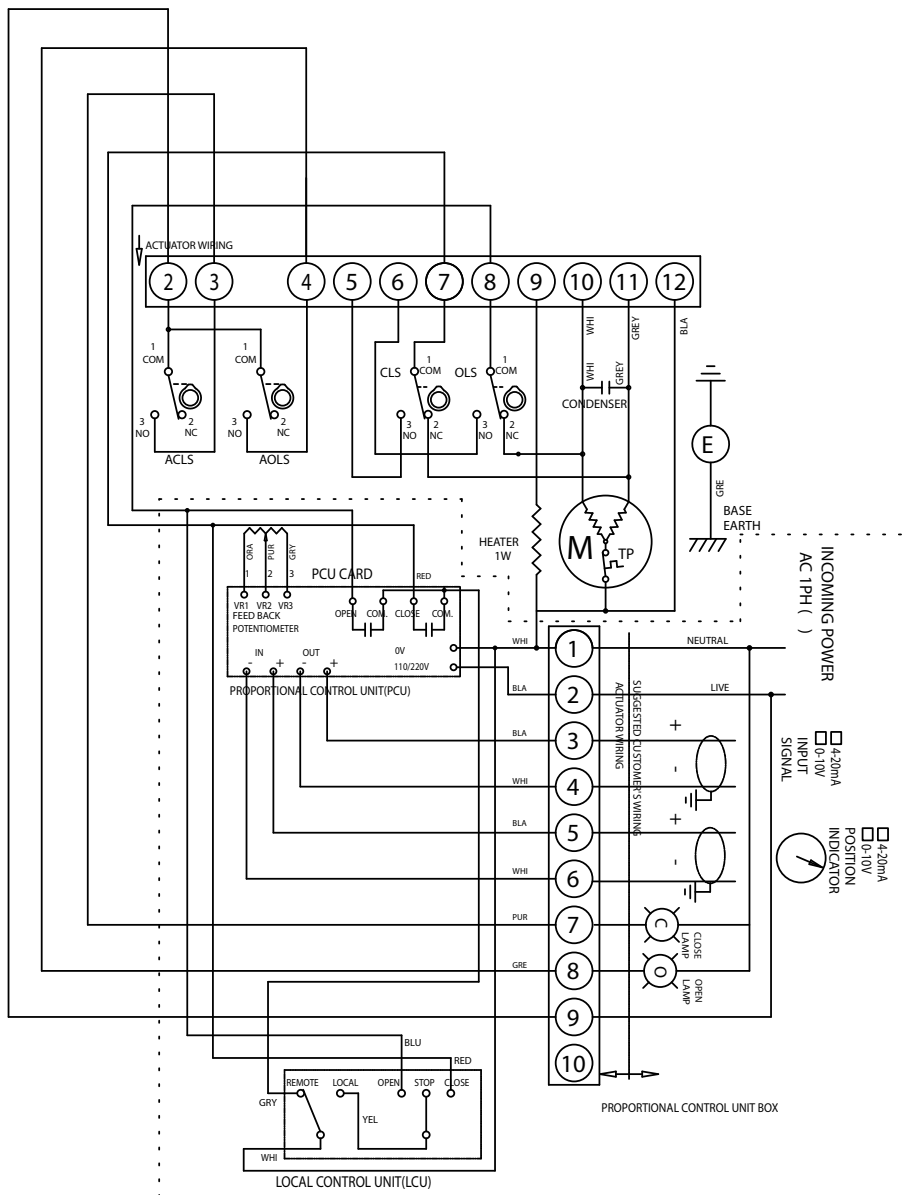 ACTUATOR WIRING
2 3 4 5 6 7 8 9 10 11 12
WHI
GREY
BLA
1
COM
3
NO
2
NC
ACLS
1
COM
3
NO
2
NC
AOLS
CLS
1
COM
3
NO
2
NC
OLS
1
COM
3
NO
2
NC
WHI
GREY
CONDENSER
E
GRE
BASE
EARTH
HEATER
1W
M
TP
INCOMING POWER
AC 1PH ( )
ORA
PUR
GRY
1 2 3
VR1 VR2 VR3
FEED BACK
POTENTIOMETER
PCU CARD
RED
OPEN COM. CLOSE COM.
IN OUT
- + - +
0V
110/220V
PROPORTIONAL CONTROL UNIT(PCU)
WHI 1 NEUTRAL
BLA 2 LIVE
BLA 3 +
WHI 4 -
BLA 5 +
WHI 6 -
PUR 7 C
GRE 8 O
9
10
ACTUATOR WIRING
SUGGESTED CUSTOMER'S WIRING
4-20mA
0-10V
INPUT
SIGNAL
4-20mA
0-10V
POSITION
INDICATOR
CLOSE
LAMP
OPEN
LAMP
PROPORTIONAL CONTROL UNIT BOX
BLU
RED
REMOTE LOCAL OPEN STOP CLOSE
GRY
YEL
WHI
LOCAL CONTROL UNIT(LCU)